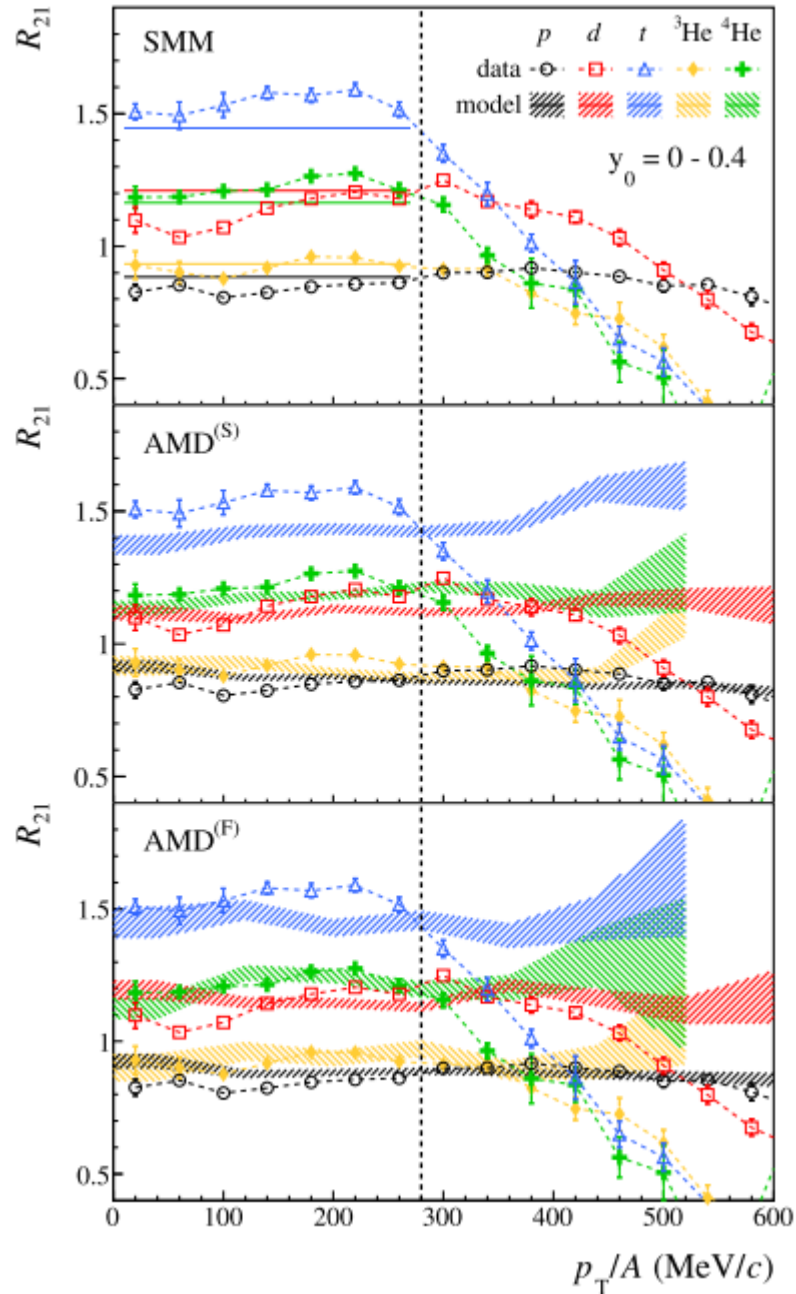 R₂₁
SMM
p d t ³He ⁴He
data
model
y₀ = 0 - 0.4
1.5
1
0.5
R₂₁
AMD⁽ˢ⁾
1.5
1
0.5
R₂₁
AMD⁽ᶠ⁾
1.5
1
0.5
0 100 200 300 400 500 600
p_T/A (MeV/c)